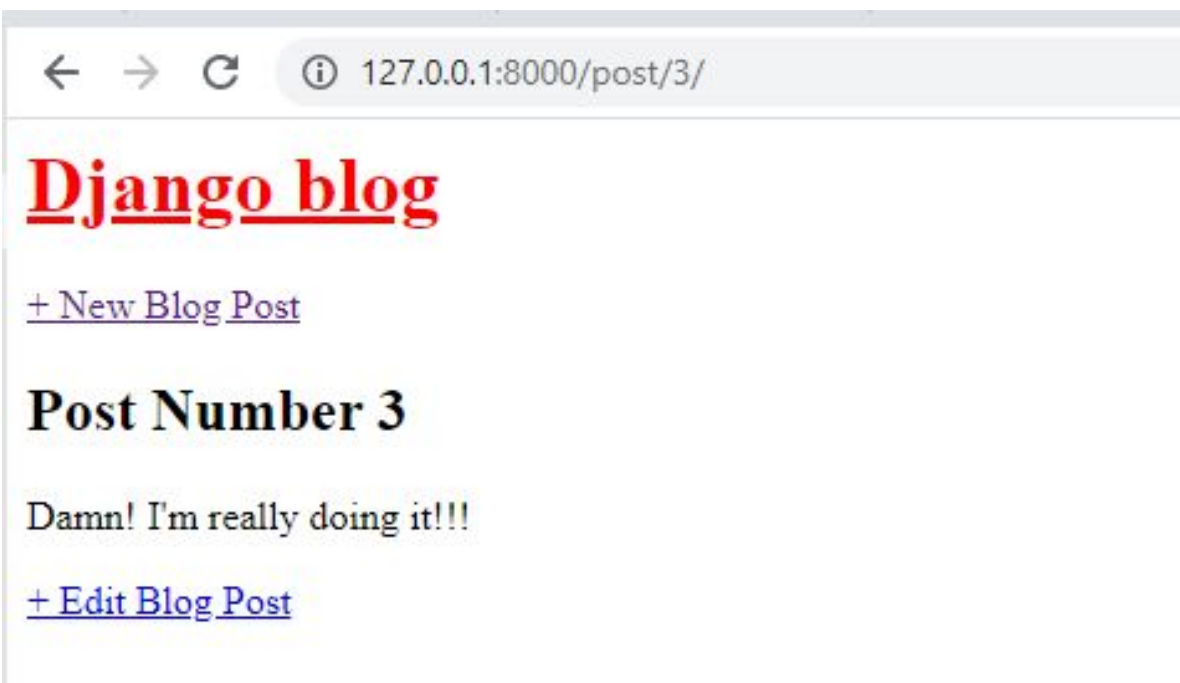 127.0.0.1:8000/post/3/
Django blog
+ New Blog Post
Post Number 3
Damn! I'm really doing it!!!
+ Edit Blog Post